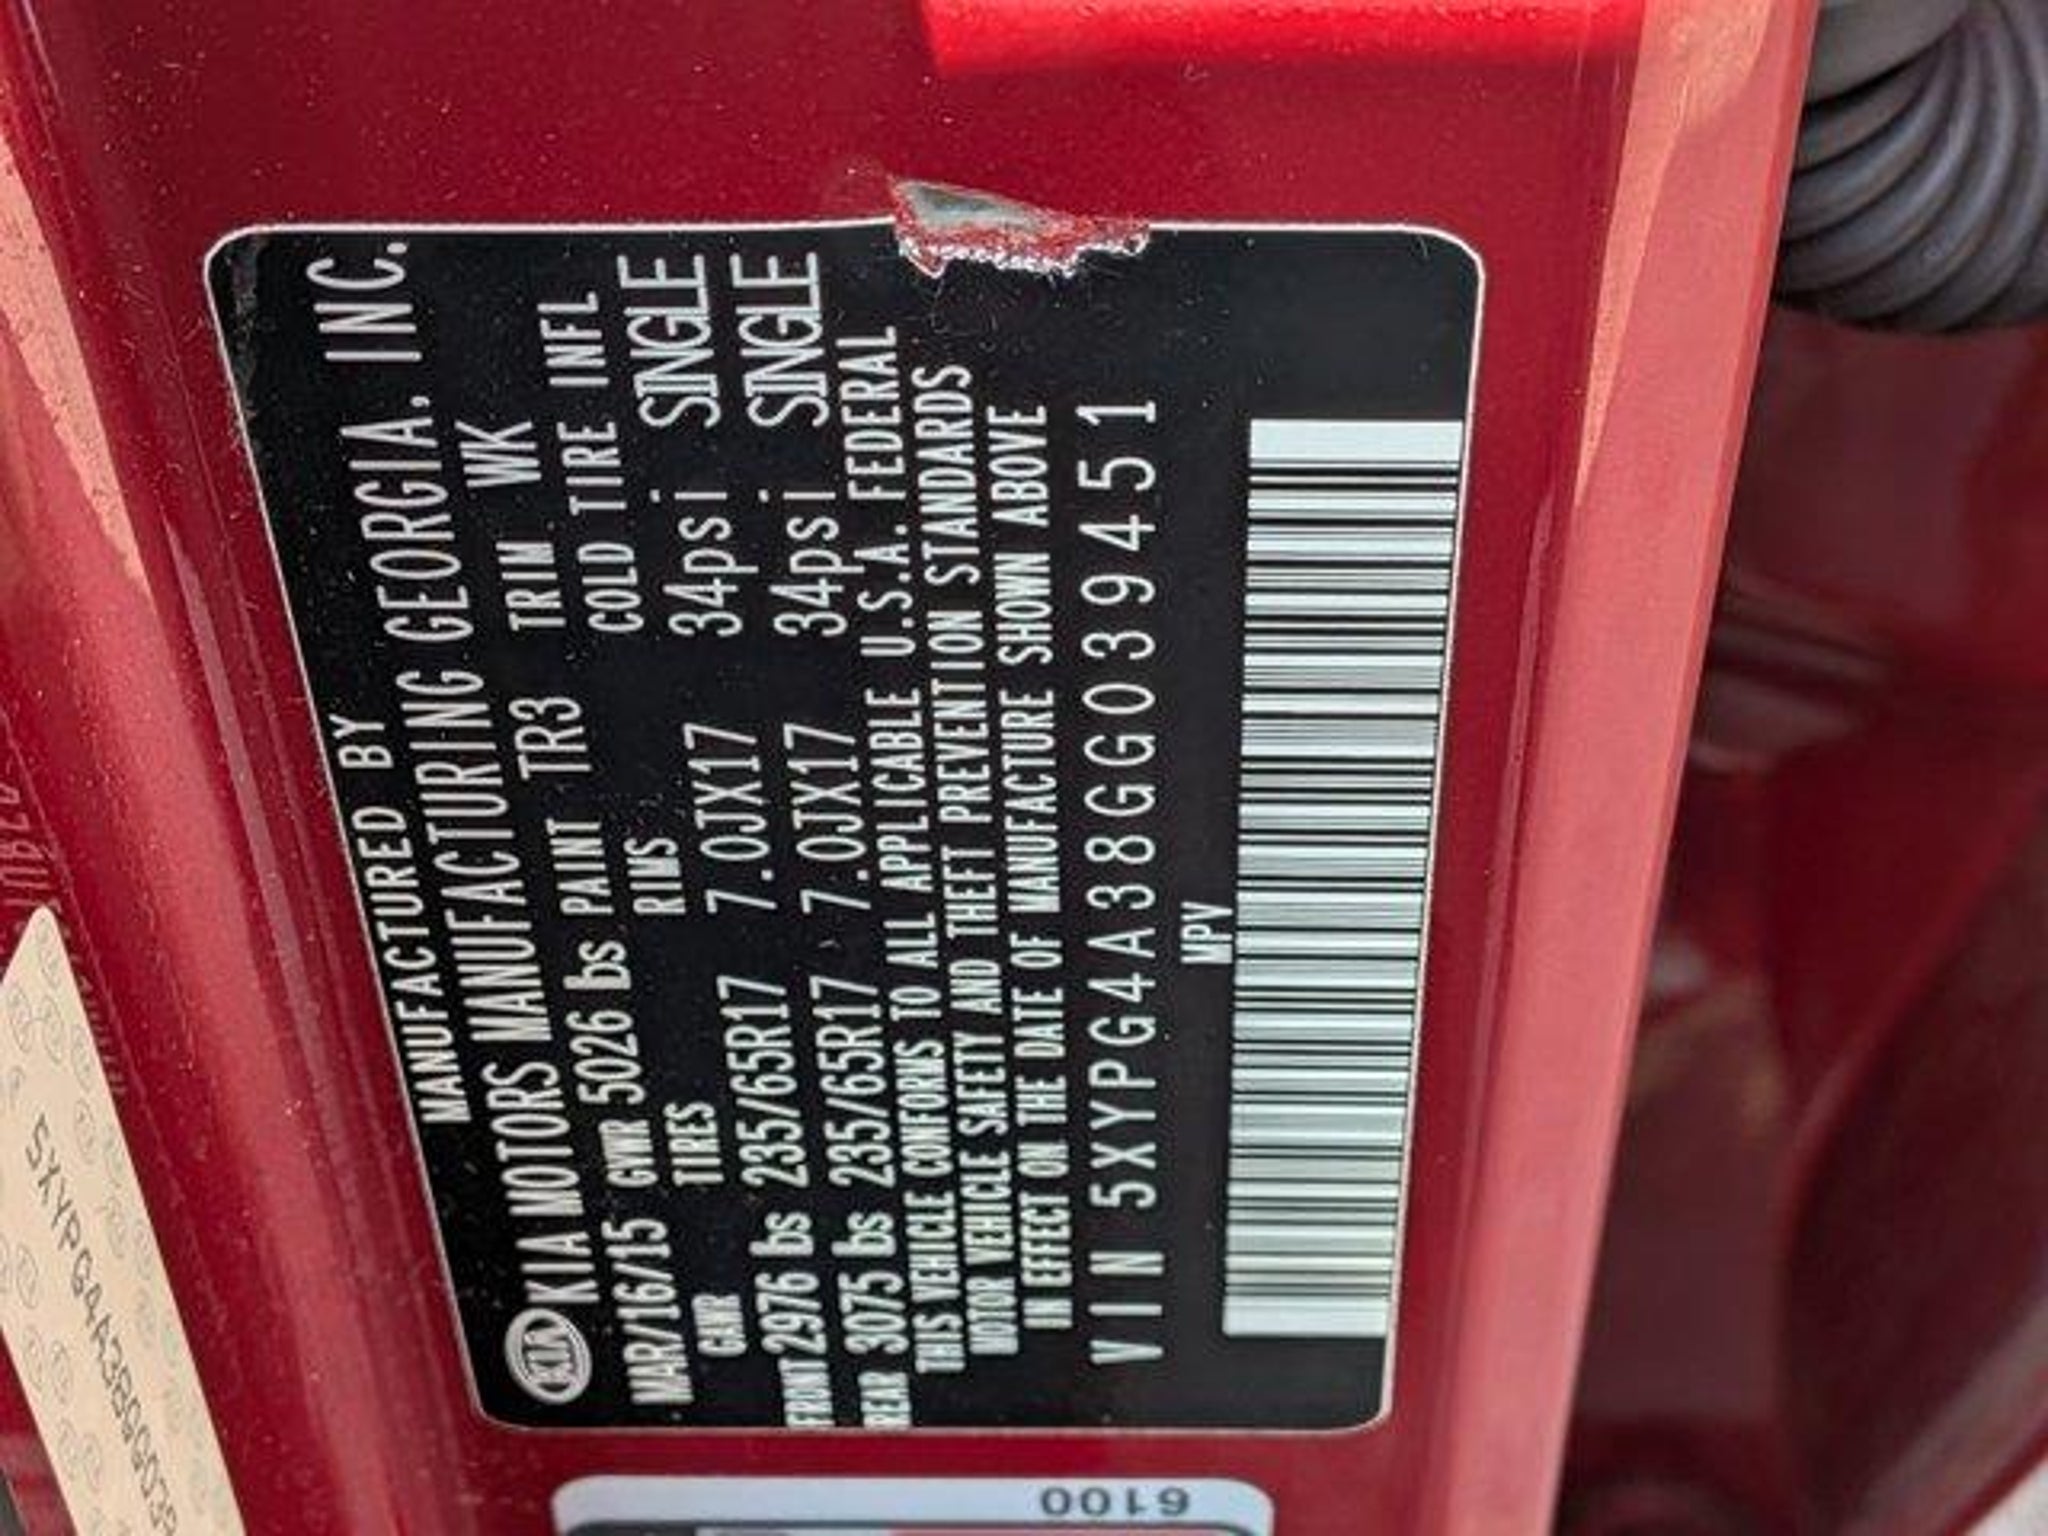 MANUFACTURED BY
KIA KIA MOTORS MANUFACTURING GEORGIA, INC.
MAR/16/15 GVWR 5026 lbs PAINT TR3 TRIM WK
GAWR TIRES RIMS COLD TIRE INFL
FRONT 2976 lbs 235/65R17 7.0JX17 34psi SINGLE
REAR 3075 lbs 235/65R17 7.0JX17 34psi SINGLE
THIS VEHICLE CONFORMS TO ALL APPLICABLE U.S.A. FEDERAL
MOTOR VEHICLE SAFETY AND THEFT PREVENTION STANDARDS
IN EFFECT ON THE DATE OF MANUFACTURE SHOWN ABOVE
VIN 5XYPG4A38GG039451
MPV
5XYPG4A38GG039
6100